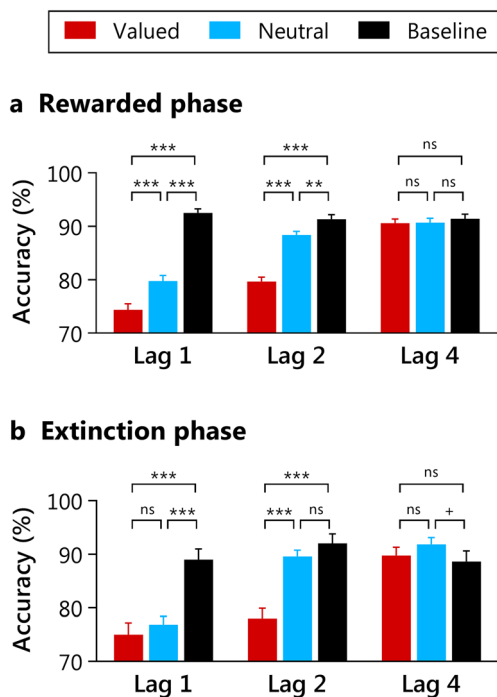 Valued Neutral Baseline
a Rewarded phase
*** *** ns
*** *** *** ** ns ns
Accuracy (%)
100
90
80
70
Lag 1 Lag 2 Lag 4
b Extinction phase
*** *** ns
ns *** *** ns ns +
Accuracy (%)
100
90
80
70
Lag 1 Lag 2 Lag 4